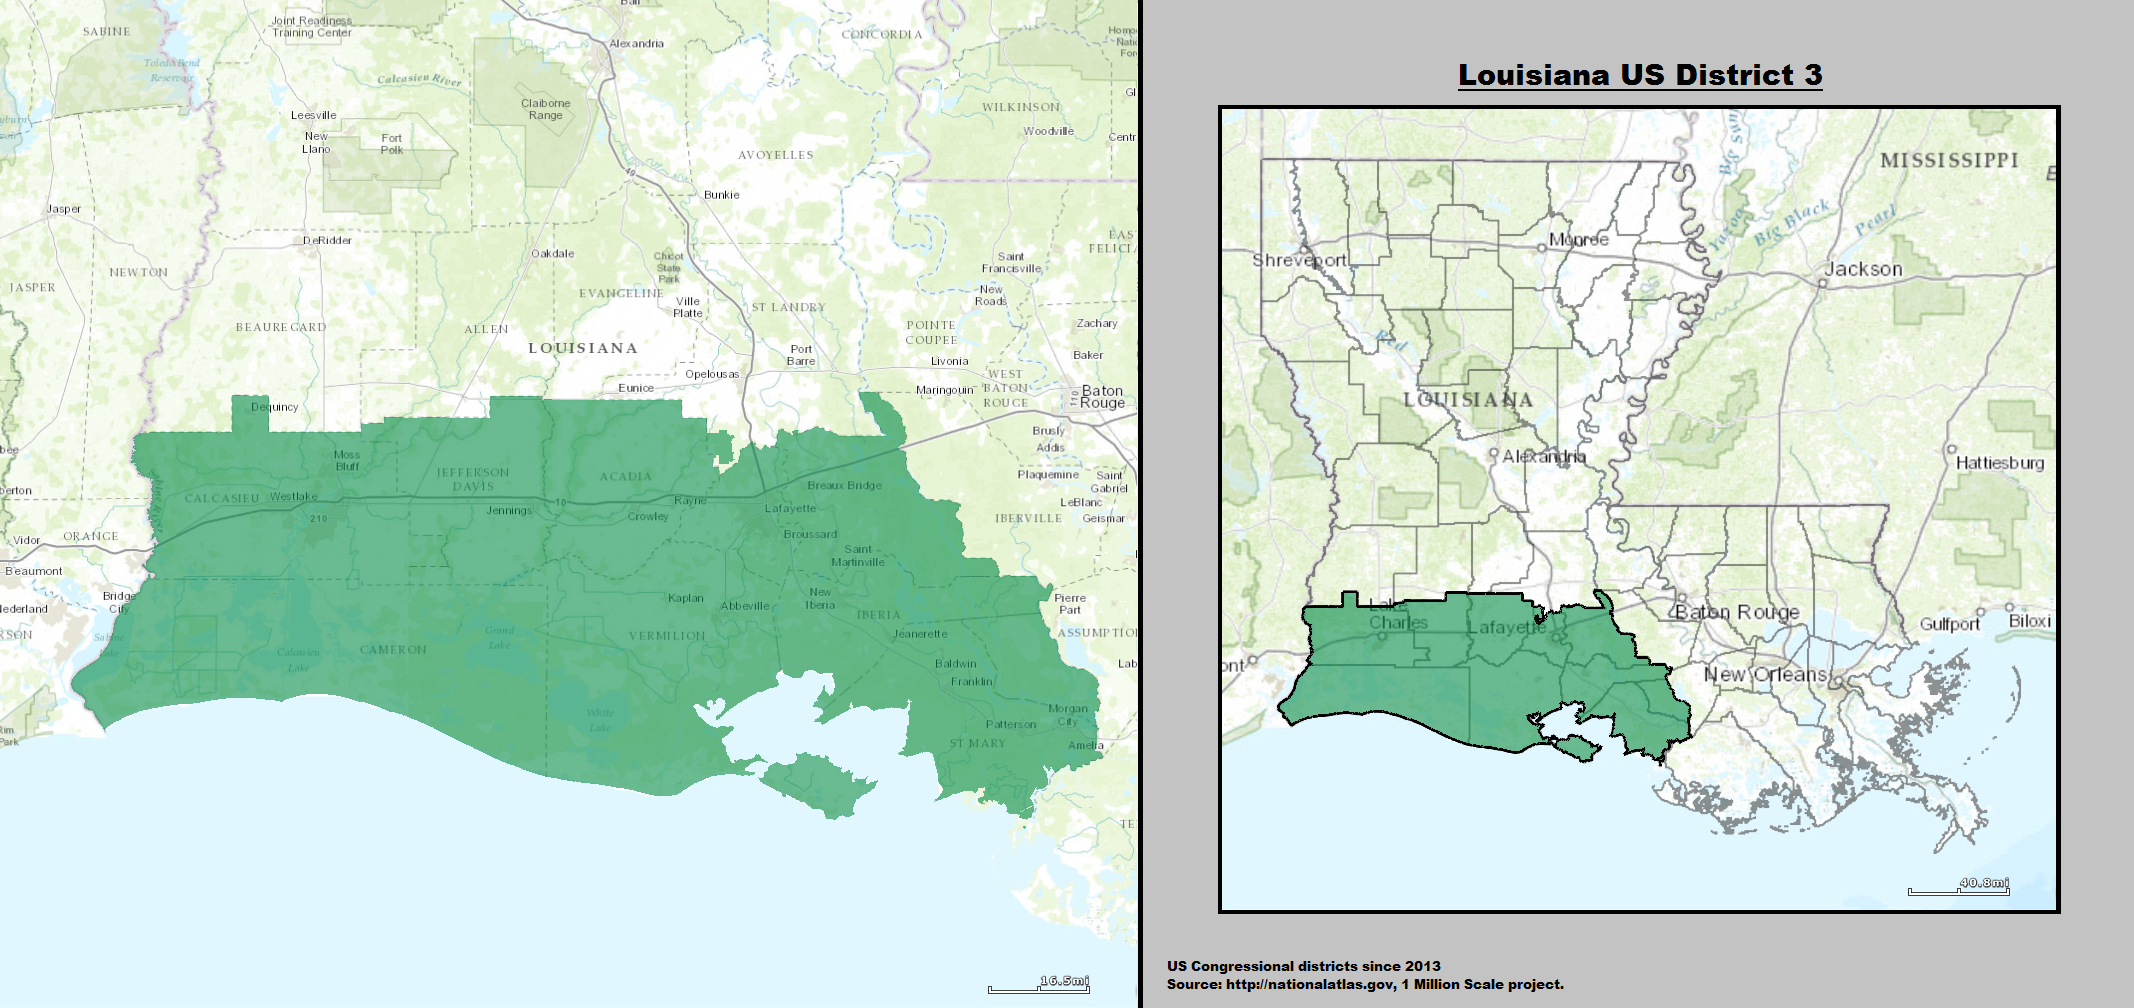 Ball
SABINE
Joint Readiness
Training Center
CONCORDIA
Alexandria
Toledo Bend
Reservoir
Calcasieu River
Claiborne
Range
WILKINSON
Leesville
Woodville
New
Llano
Fort
Polk
AVOYELLES
49
Bunkie
Jasper
DeRidder
Oakdale
Chicot
State
Park
Saint
Francisville
NEWTON
JASPER
EVANGELINE
Ville
Platte
ST LANDRY
New
Roads
BEAUREGARD
ALLEN
POINTE
COUPEE
Zachary
LOUISIANA
Port
Barre
Livonia
Baker
Opelousas
WEST
BATON
ROUGE
Eunice
Maringouin
110
Baton
Rouge
Dequincy
Brusly
Addis
Moss
Bluff
JEFFERSON
DAVIS
ACADIA
Plaquemine
Saint
Gabriel
CALCASIEU
Westlake
10
Rayne
Breaux Bridge
LeBlanc
Geismar
210
Jennings
Crowley
Lafayette
IBERVILLE
ORANGE
Vidor
Broussard
Saint
Martinville
Beaumont
Bridge
City
Kaplan
Abbeville
New
Iberia
IBERIA
Pierre
Part
Sabine
Lake
Grand
Lake
VERMILION
Jeanerette
Calcasieu
Lake
CAMERON
Baldwin
Franklin
White
Lake
Morgan
City
Patterson
ST MARY
Amelia
16.5mi
Louisiana US District 3
MISSISSIPPI
Yazoo
Big Black
Pearl
Monroe
Shreveport
Jackson
Red
LOUISIANA
Alexandria
Hattiesburg
Lake
Charles
Lafayette
Baton Rouge
Gulfport
Biloxi
New Orleans
40.8mi
US Congressional districts since 2013
Source: http://nationalatlas.gov, 1 Million Scale project.